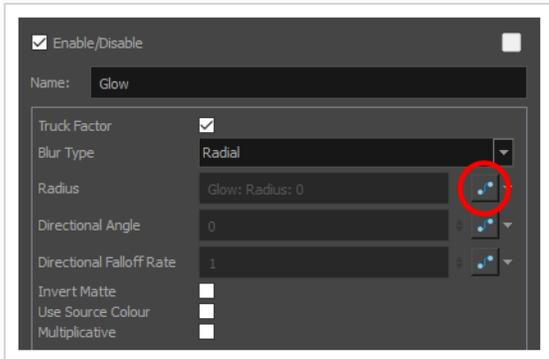 Enable/Disable
Name: Glow
Truck Factor
Blur Type Radial
Radius Glow: Radius: 0
Directional Angle 0
Directional Falloff Rate 1
Invert Matte
Use Source Colour
Multiplicative